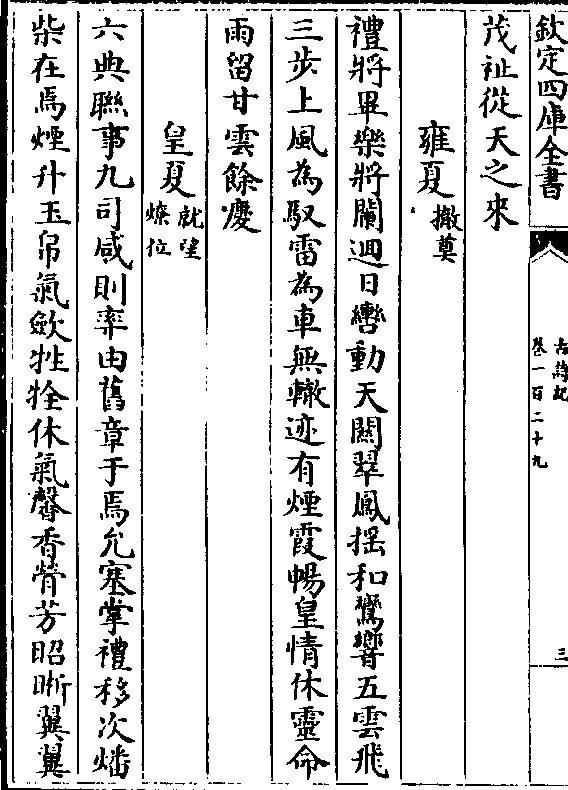 欽定四庫全書
古詩紀
卷一百二十九
三
茂祉從天之來
雍夏撤奠
禮將畢樂將闌迴日轡動天關翠鳳搖和鸞響五雲飛
三步上風為馭雷為車無轍迹有煙霞暢皇情休靈命
雨留甘雲餘慶
皇夏就望燎位
六典聯事九司咸則率由舊章于焉允塞掌禮移次燔
柴在焉煙升玉帛氣歛牲牷休氣馨香膋芳昭晰翼翼